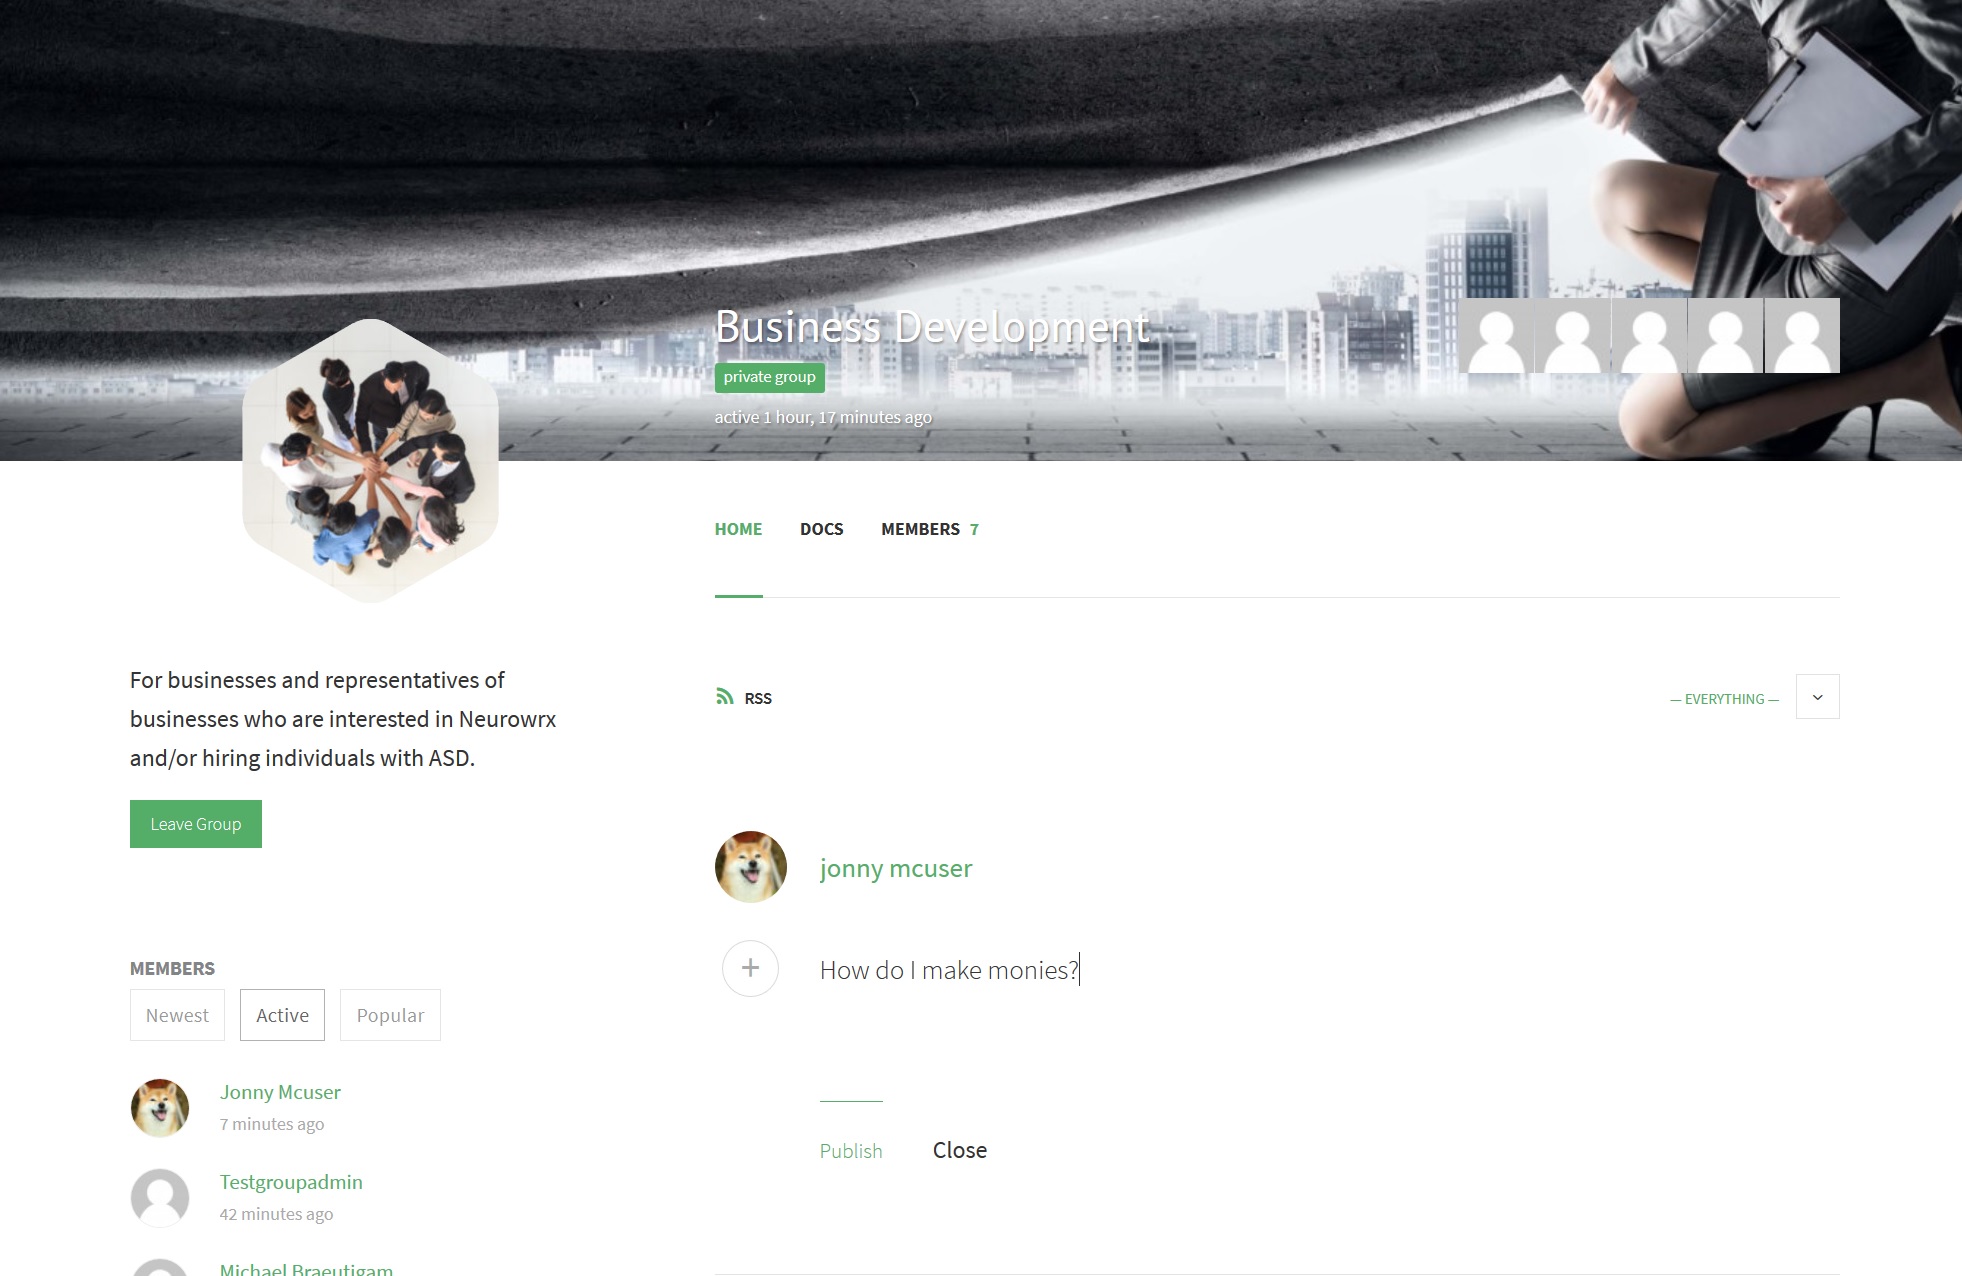 Business Development
private group
active 1 hour, 17 minutes ago
HOME DOCS MEMBERS 7
For businesses and representatives of
businesses who are interested in Neurowrx
and/or hiring individuals with ASD.
Leave Group
MEMBERS
Newest Active Popular
Jonny Mcuser
7 minutes ago
Testgroupadmin
42 minutes ago
Michael Braeutigam
RSS
— EVERYTHING —
jonny mcuser
+ How do I make monies?
Publish Close